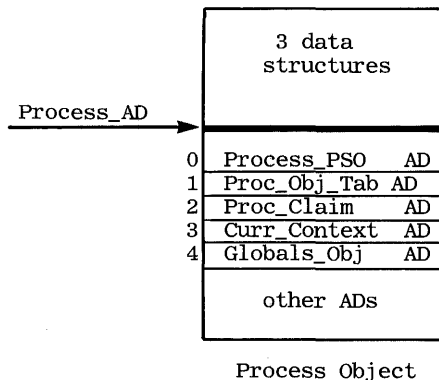 3 data
structures
Process_AD
0 Process_PSO AD
1 Proc_Obj_Tab AD
2 Proc_Claim AD
3 Curr_Context AD
4 Globals_Obj AD
other ADs
Process Object